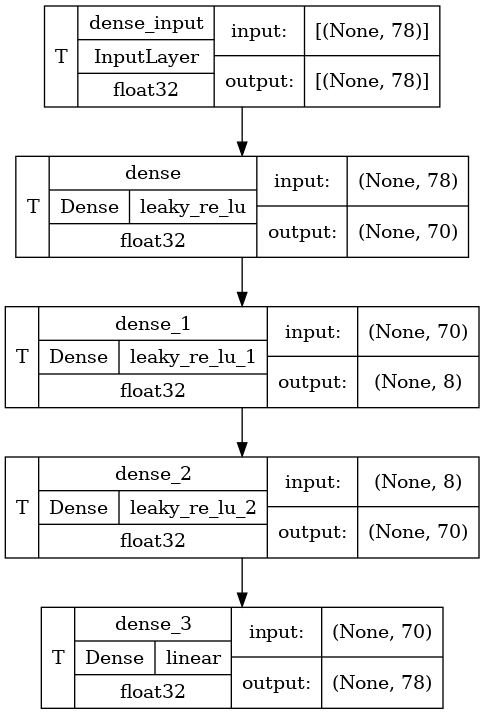 dense_input
input:
[(None, 78)]
T
InputLayer
output:
[(None, 78)]
float32
dense
input:
(None, 78)
T
Dense
leaky_re_lu
output:
(None, 70)
float32
dense_1
input:
(None, 70)
T
Dense
leaky_re_lu_1
output:
(None, 8)
float32
dense_2
input:
(None, 8)
T
Dense
leaky_re_lu_2
output:
(None, 70)
float32
dense_3
input:
(None, 70)
T
Dense
linear
output:
(None, 78)
float32